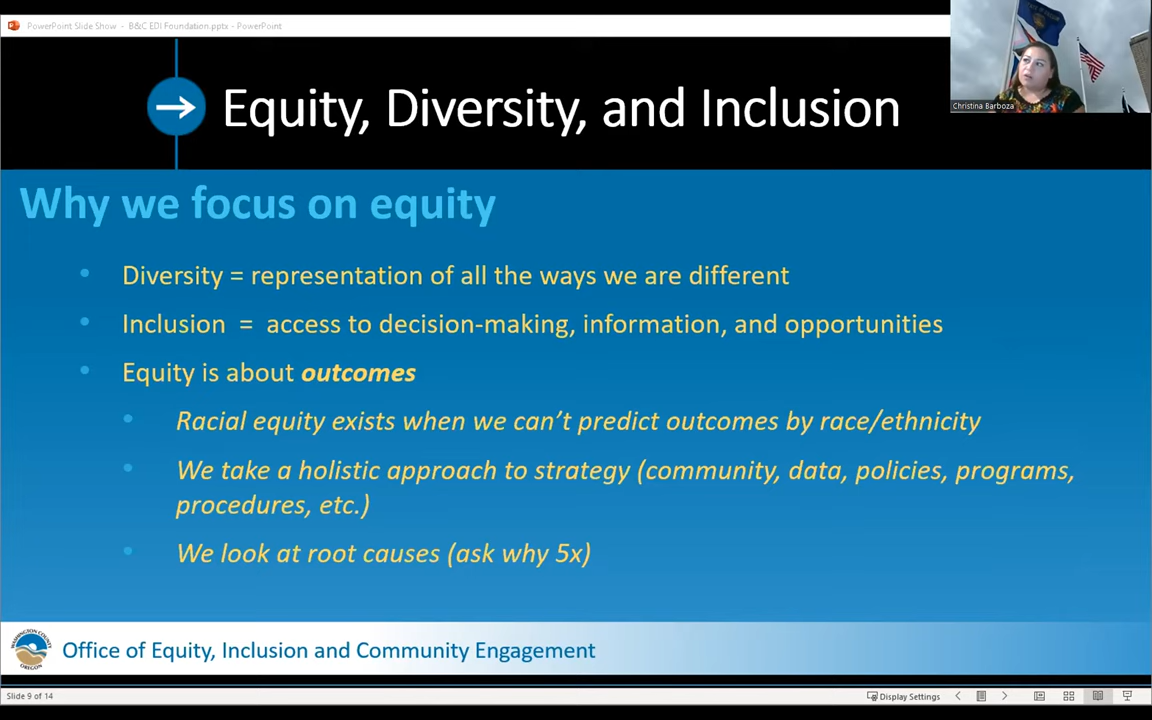 PowerPoint Slide Show - B&C EDI Foundation.pptx - PowerPoint
Christina Barboza
Equity, Diversity, and Inclusion
Why we focus on equity
• Diversity = representation of all the ways we are different
• Inclusion = access to decision-making, information, and opportunities
• Equity is about outcomes
• Racial equity exists when we can't predict outcomes by race/ethnicity
• We take a holistic approach to strategy (community, data, policies, programs,
procedures, etc.)
• We look at root causes (ask why 5x)
WASHINGTON COUNTY
OREGON
Office of Equity, Inclusion and Community Engagement
Slide 9 of 14
Display Settings